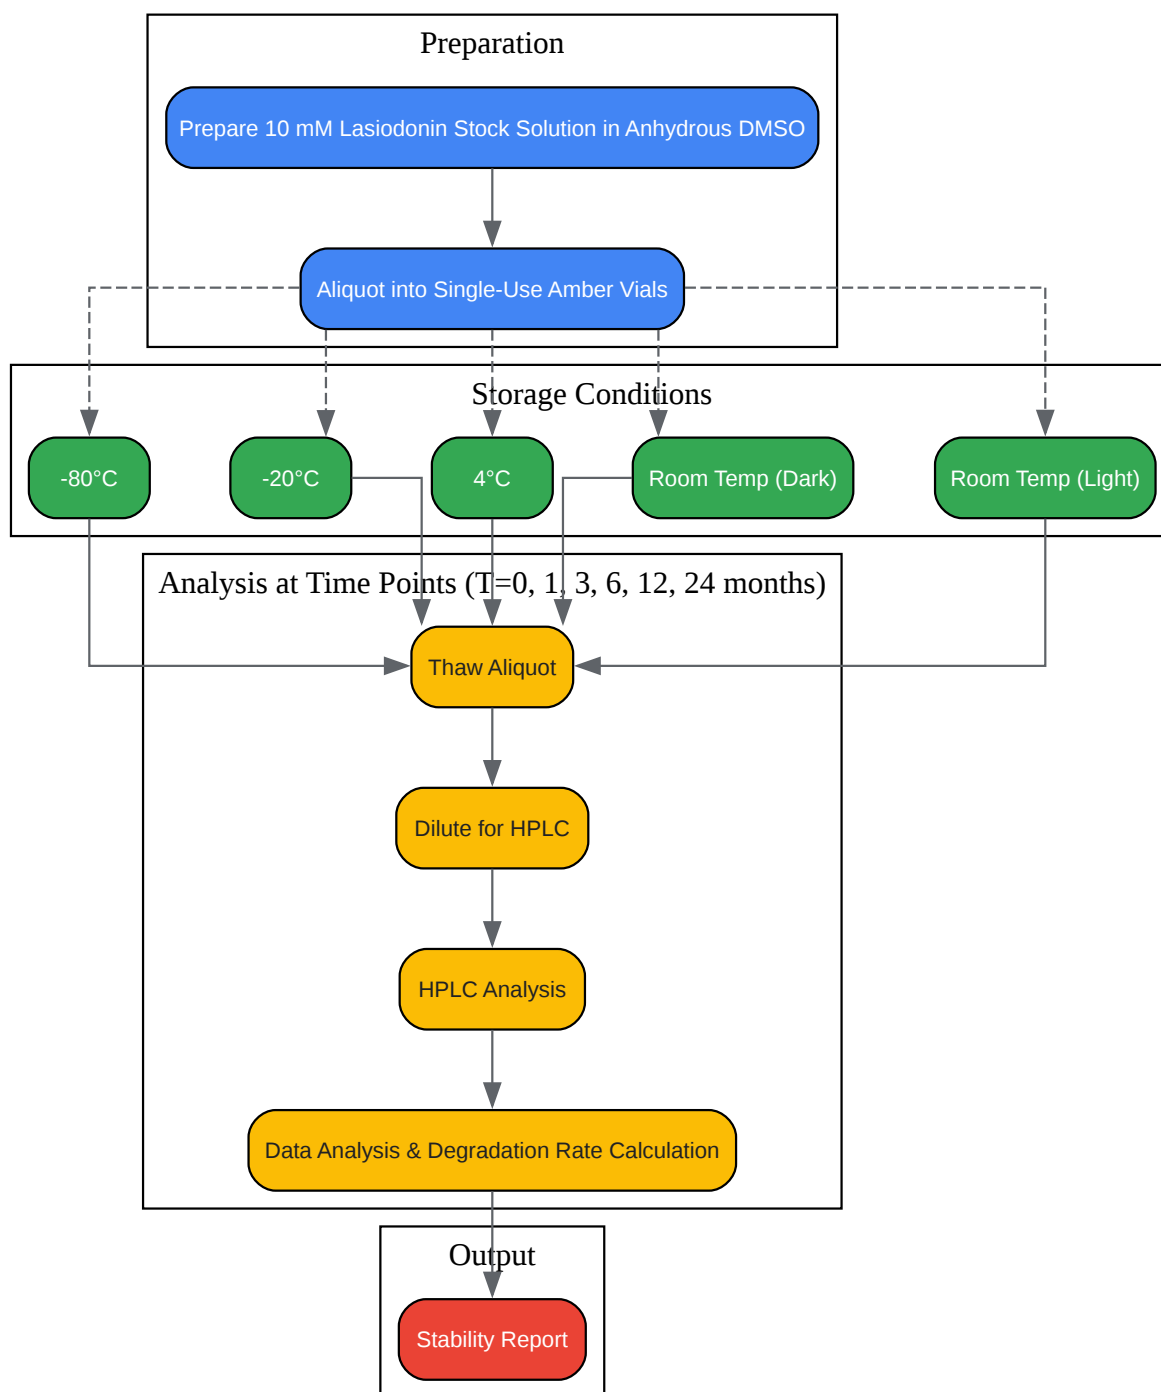 Preparation
Prepare 10 mM Lasiodonin Stock Solution in Anhydrous DMSO
Aliquot into Single-Use Amber Vials
Storage Conditions
-80°C
-20°C
4°C
Room Temp (Dark)
Room Temp (Light)
Analysis at Time Points (T=0, 1, 3, 6, 12, 24 months)
Thaw Aliquot
Dilute for HPLC
HPLC Analysis
Data Analysis & Degradation Rate Calculation
Output
Stability Report